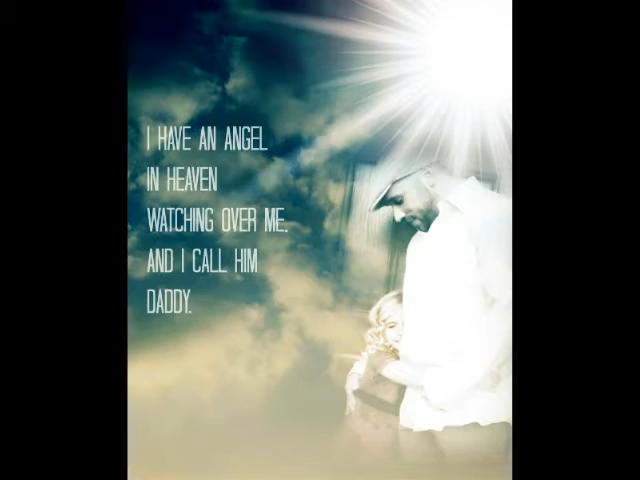 I HAVE AN ANGEL
IN HEAVEN
WATCHING OVER ME.
AND I CALL HIM
DADDY.